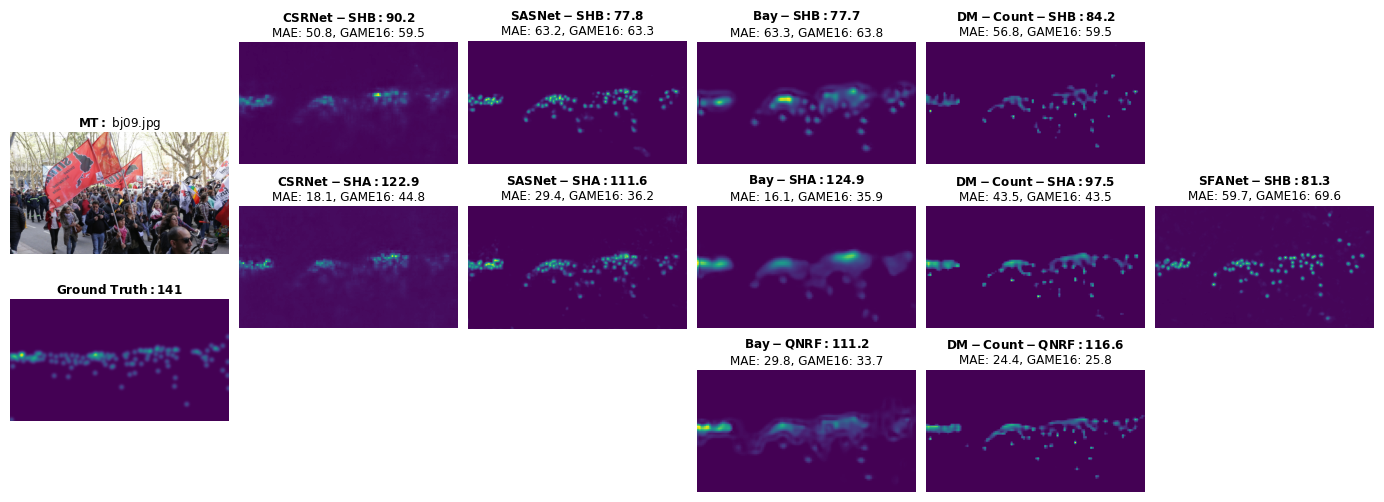 CSRNet − SHB : 90.2
MAE: 50.8, GAME16: 59.5
SASNet − SHB : 77.8
MAE: 63.2, GAME16: 63.3
Bay − SHB : 77.7
MAE: 63.3, GAME16: 63.8
DM − Count − SHB : 84.2
MAE: 56.8, GAME16: 59.5
MT : bj09.jpg
CSRNet − SHA : 122.9
MAE: 18.1, GAME16: 44.8
SASNet − SHA : 111.6
MAE: 29.4, GAME16: 36.2
Bay − SHA : 124.9
MAE: 16.1, GAME16: 35.9
DM − Count − SHA : 97.5
MAE: 43.5, GAME16: 43.5
SFANet − SHB : 81.3
MAE: 59.7, GAME16: 69.6
Ground Truth : 141
Bay − QNRF : 111.2
MAE: 29.8, GAME16: 33.7
DM − Count − QNRF : 116.6
MAE: 24.4, GAME16: 25.8